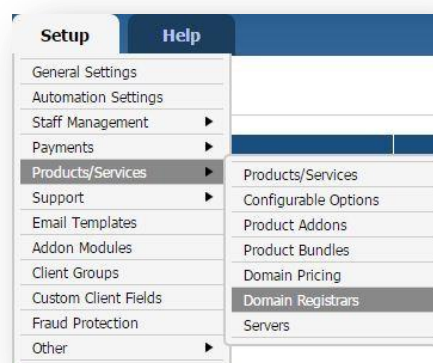 Setup
Help
General Settings
Automation Settings
Staff Management
Payments
Products/Services
Support
Email Templates
Addon Modules
Client Groups
Custom Client Fields
Fraud Protection
Other
Products/Services
Configurable Options
Product Addons
Product Bundles
Domain Pricing
Domain Registrars
Servers